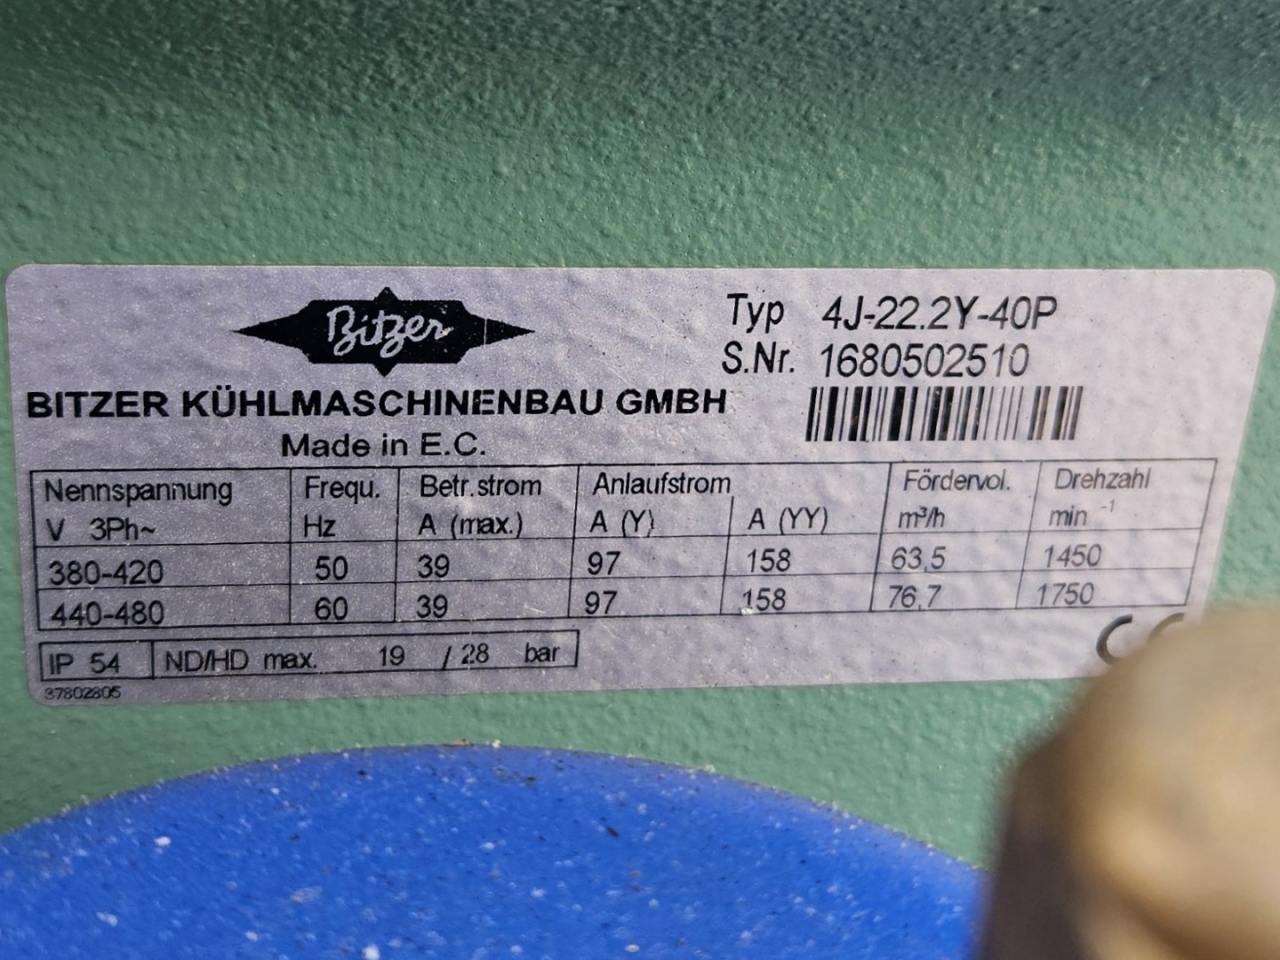 Bitzer
BITZER KÜHLMASCHINENBAU GMBH
Made in E.C.
Typ 4J-22.2Y-40P
S.Nr. 1680502510
Nennspannung Frequ. Betr.strom Anlaufstrom Fördervol. Drehzahl
V 3Ph~ Hz A (max.) A (Y) A (YY) m³/h min -1
380-420 50 39 97 158 63,5 1450
440-480 60 39 97 158 76,7 1750
IP 54 ND/HD max. 19 / 28 bar
37802805
CE